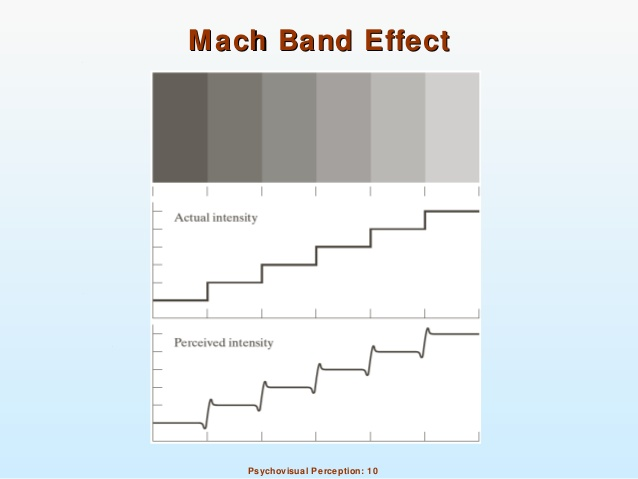 Mach Band Effect
Actual intensity
Perceived intensity
Psychovisual Perception: 10